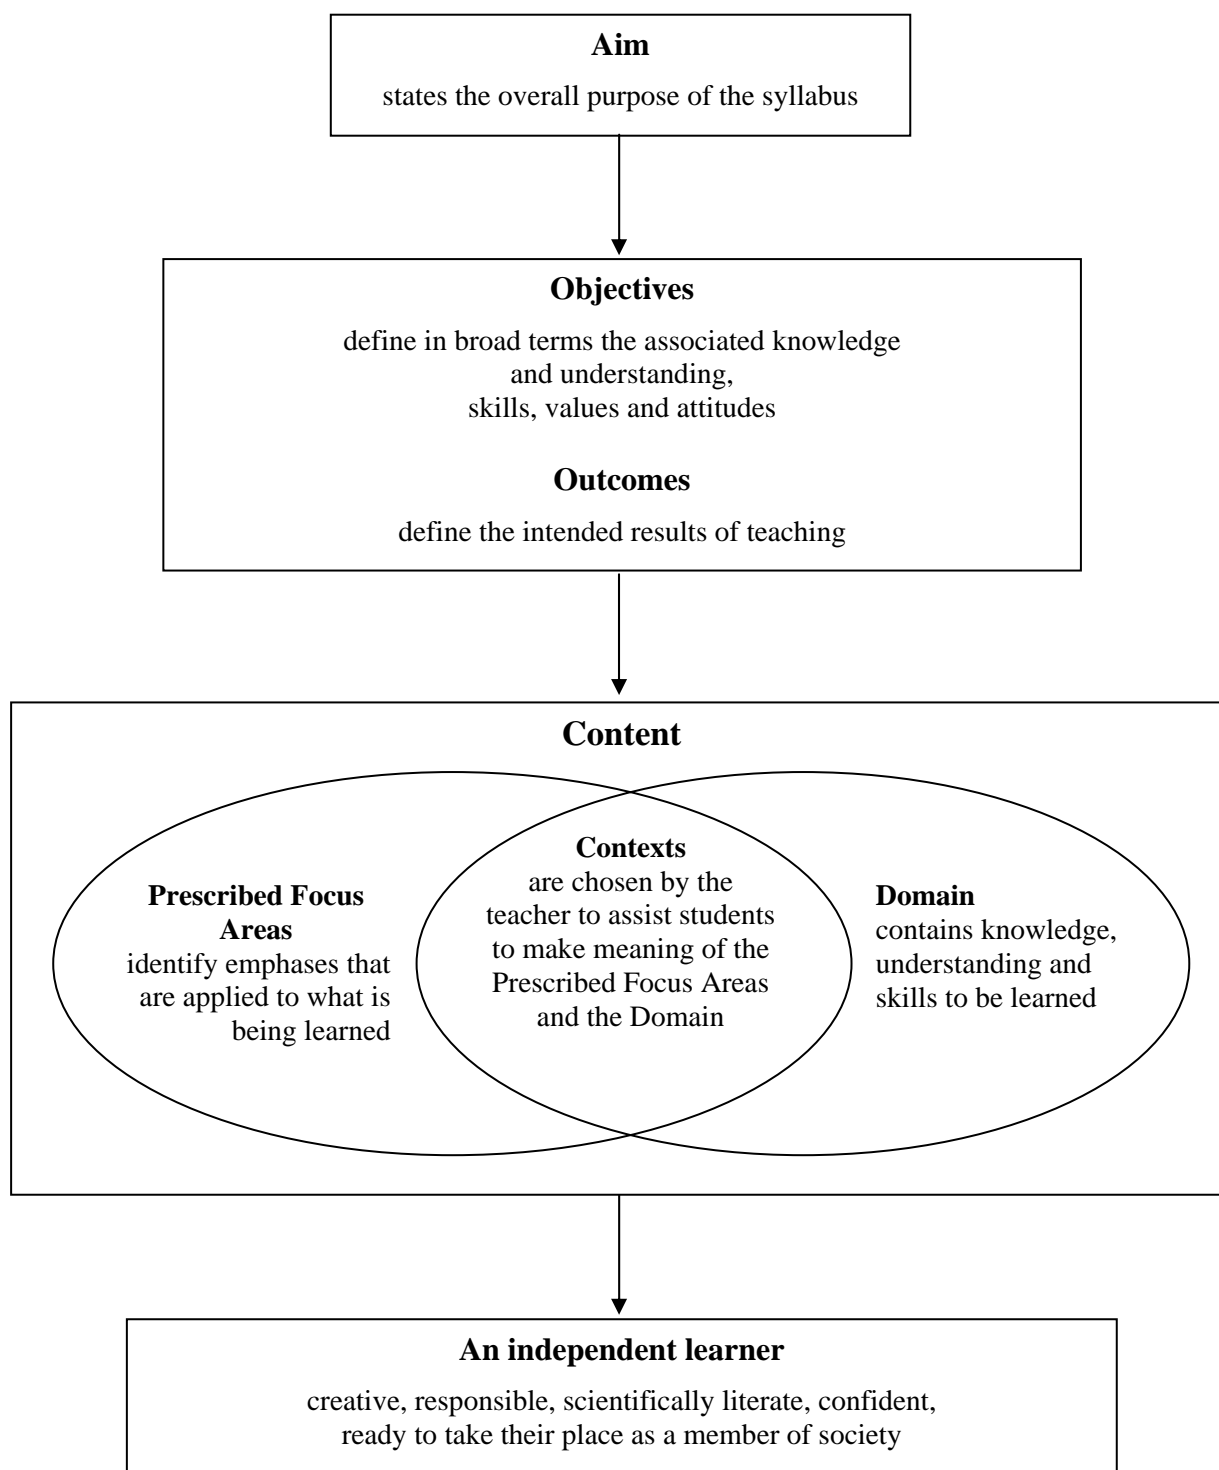 Aim
states the overall purpose of the syllabus
Objectives
define in broad terms the associated knowledge
and understanding,
skills, values and attitudes
Outcomes
define the intended results of teaching
Content
Prescribed Focus
Areas
identify emphases that
are applied to what is
being learned
Contexts
are chosen by the
teacher to assist students
to make meaning of the
Prescribed Focus Areas
and the Domain
Domain
contains knowledge,
understanding and
skills to be learned
An independent learner
creative, responsible, scientifically literate, confident,
ready to take their place as a member of society